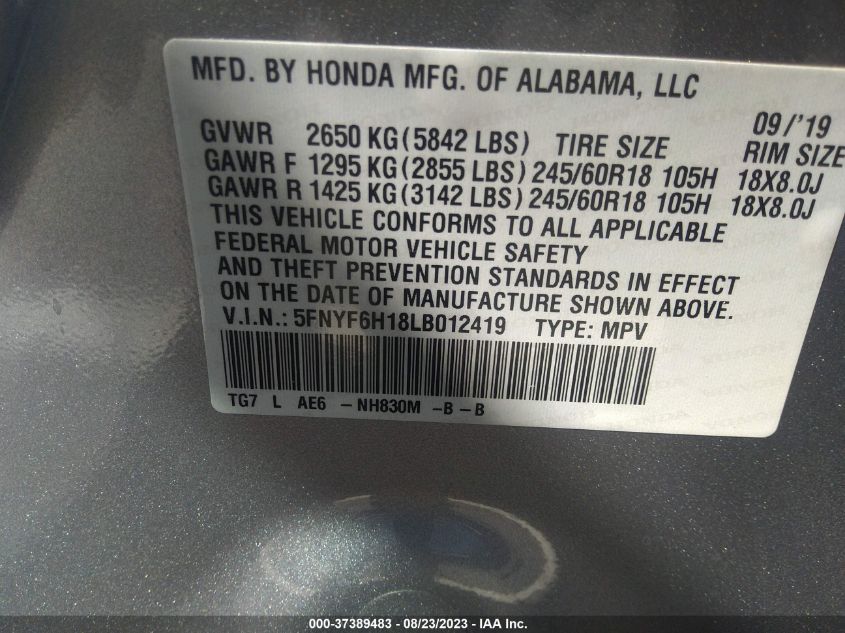 MFD. BY HONDA MFG. OF ALABAMA, LLC
09/'19
GVWR 2650 KG(5842 LBS) TIRE SIZE RIM SIZE
GAWR F 1295 KG(2855 LBS) 245/60R18 105H 18X8.0J
GAWR R 1425 KG(3142 LBS) 245/60R18 105H 18X8.0J
THIS VEHICLE CONFORMS TO ALL APPLICABLE
FEDERAL MOTOR VEHICLE SAFETY
AND THEFT PREVENTION STANDARDS IN EFFECT
ON THE DATE OF MANUFACTURE SHOWN ABOVE.
V.I.N.: 5FNYF6H18LB012419 TYPE: MPV
TG7 L AE6 -NH830M -B-B
000-37389483 - 08/23/2023 - IAA Inc.